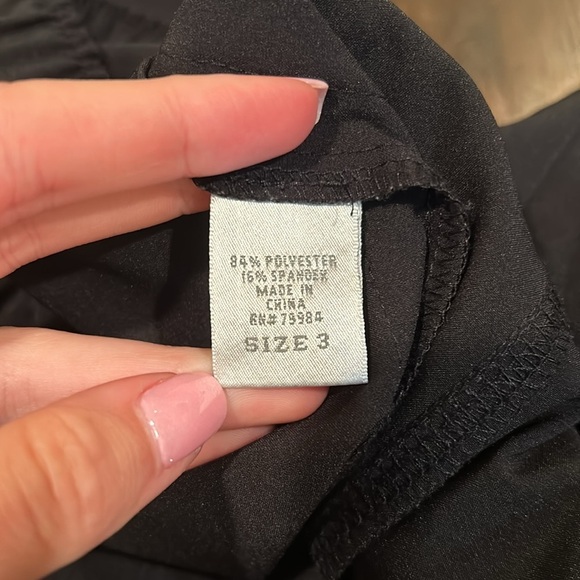 84% POLYESTER
16% SPANDEX
MADE IN
CHINA
RN# 79984
SIZE 3